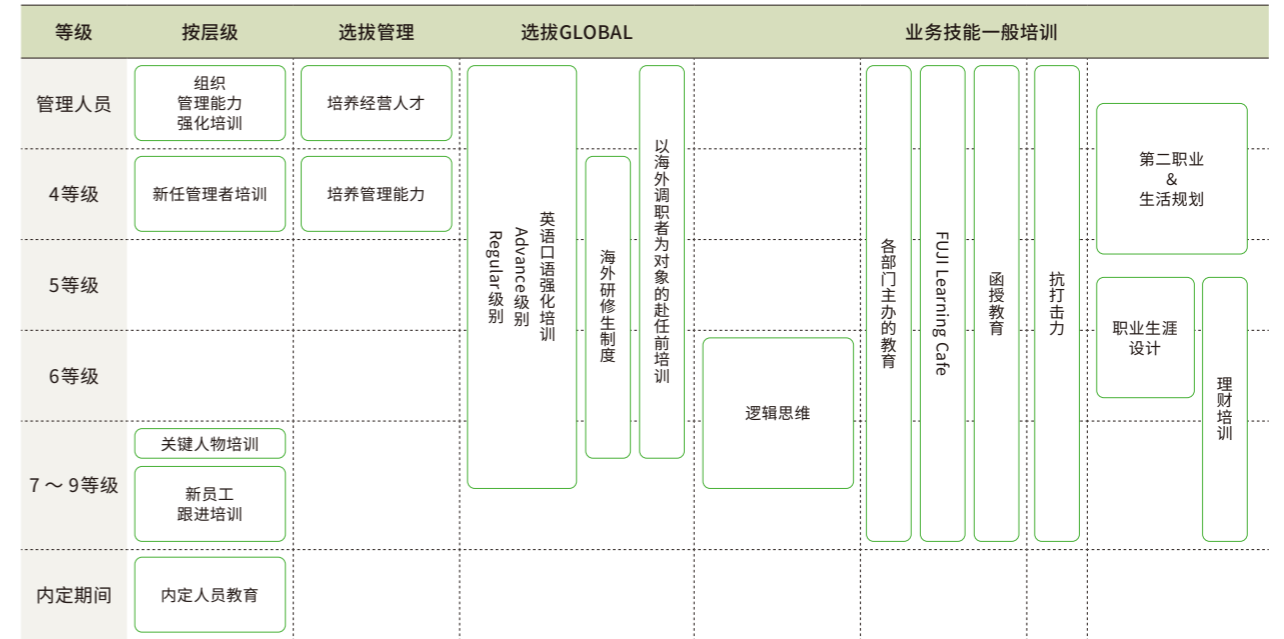 等级
按层级
选拔管理
选拔GLOBAL
业务技能一般培训
管理人员
组织
管理能力
强化培训
培养经营人才
4等级
新任管理者培训
培养管理能力
5等级
6等级
7～9等级
关键人物培训
新员工
跟进培训
内定期间
内定人员教育
英语口语强化培训
Advance级别
Regular级别
海外研修生制度
以海外调职者为对象的赴任前培训
逻辑思维
各部门主办的教育
FUJI Learning Cafe
函授教育
抗打击力
第二职业
&
生活规划
职业生涯
设计
理财培训